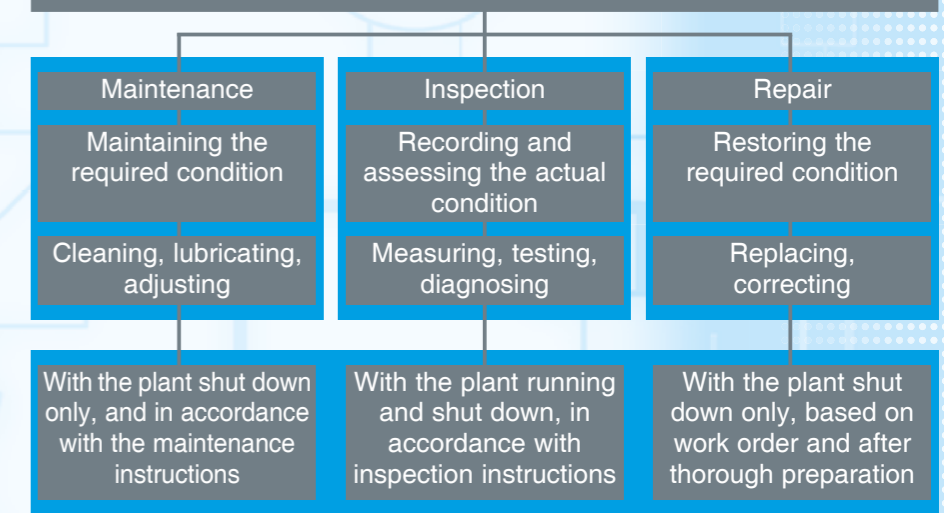 Maintenance
Maintaining the
required condition
Cleaning, lubricating,
adjusting
With the plant shut down
only, and in accordance
with the maintenance
instructions
Inspection
Recording and
assessing the actual
condition
Measuring, testing,
diagnosing
With the plant running
and shut down, in
accordance with
inspection instructions
Repair
Restoring the
required condition
Replacing,
correcting
With the plant shut
down only, based on
work order and after
thorough preparation